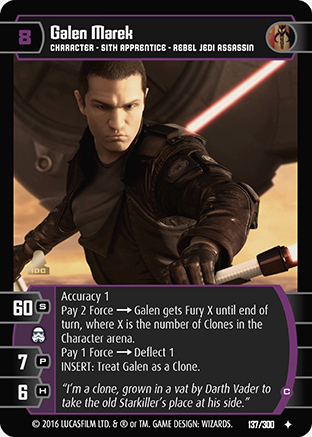 8 Galen Marek
CHARACTER - SITH APPRENTICE - REBEL JEDI ASSASSIN
100
60 S
7 P
6 H
Accuracy 1
Pay 2 Force → Galen gets Fury X until end of
turn, where X is the number of Clones in the
Character arena.
Pay 1 Force → Deflect 1
INSERT: Treat Galen as a Clone.
“I’m a clone, grown in a vat by Darth Vader to
take the old Starkiller’s place at his side.”
C
© 2016 LUCASFILM LTD. & ® or TM. GAME DESIGN: WIZARDS. 137/300